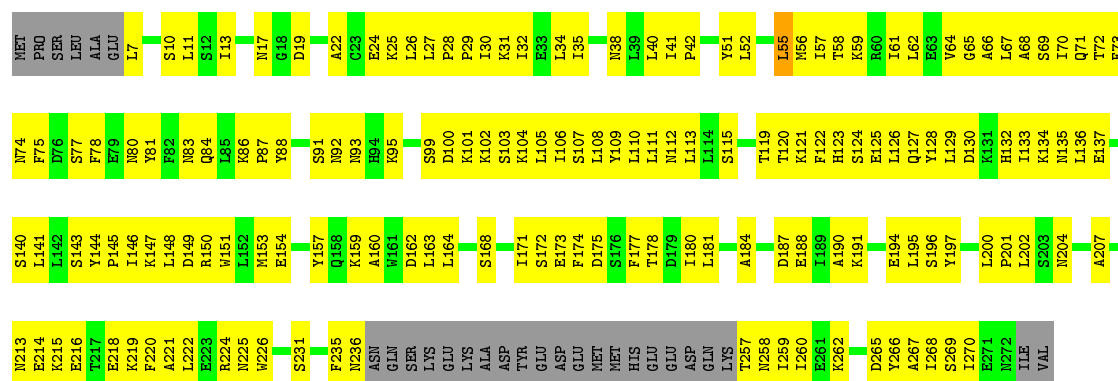 MET PRO SER LEU ALA GLU L7 S10 L11 S12 I13 N17 G18 D19 A22 C23 E24 K25 L26 L27 P28 P29 I30 K31 I32 E33 L34 I35 N38 L39 L40 I41 P42 Y51 L52 L55 M56 I57 T58 K59 R60 I61 L62 E63 V64 G65 A66 L67 A68 S69 I70 Q71 T72 E73
N74 F75 D76 S77 F78 E79 N80 Y81 F82 N83 Q84 L85 K86 P87 Y88 S91 N92 N93 H94 K95 S99 D100 K101 K102 S103 K104 L105 I106 S107 L108 Y109 L110 L111 N112 L113 L114 S115 T119 T120 K121 F122 H123 S124 E125 L126 Q127 Y128 L129 D130 K131 H132 I133 K134 N135 L136 E137
S140 L141 L142 S143 Y144 P145 I146 K147 L148 D149 R150 W151 L152 M153 E154 Y157 Q158 K159 A160 W161 D162 L163 L164 S168 I171 S172 E173 F174 D175 S176 F177 T178 D179 I180 L181 A184 D187 E188 I189 A190 K191 E194 L195 S196 Y197 L200 P201 L202 S203 N204 A207
N213 E214 K215 E216 T217 E218 K219 F220 A221 L222 E223 R224 N225 W226 S231 F235 N236 ASN GLN SER LYS GLU LYS ALA ASP TYR GLU ASP GLU MET MET HIS GLU GLU ASP GLN LYS T257 N258 I259 I260 E261 K262 D265 Y266 A267 I268 S269 I270 E271 N272 ILE VAL